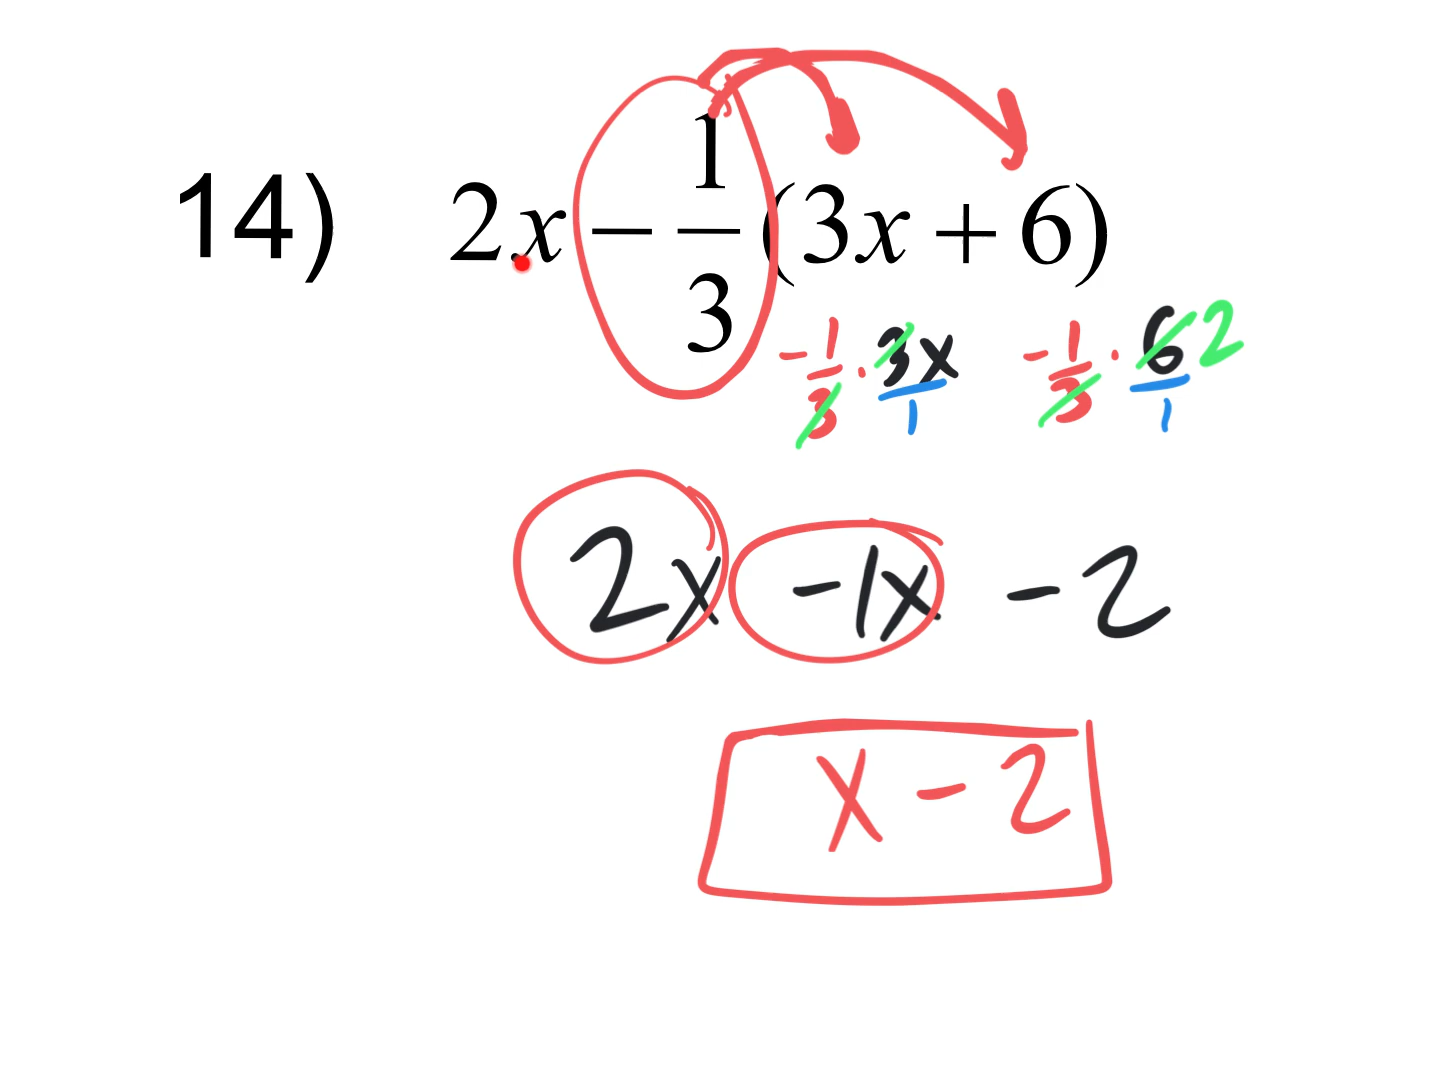 14) 2x − 1/3 (3x + 6)
-1/3 · 3x/1   -1/3 · 6/1 2
2x -1x -2
x - 2